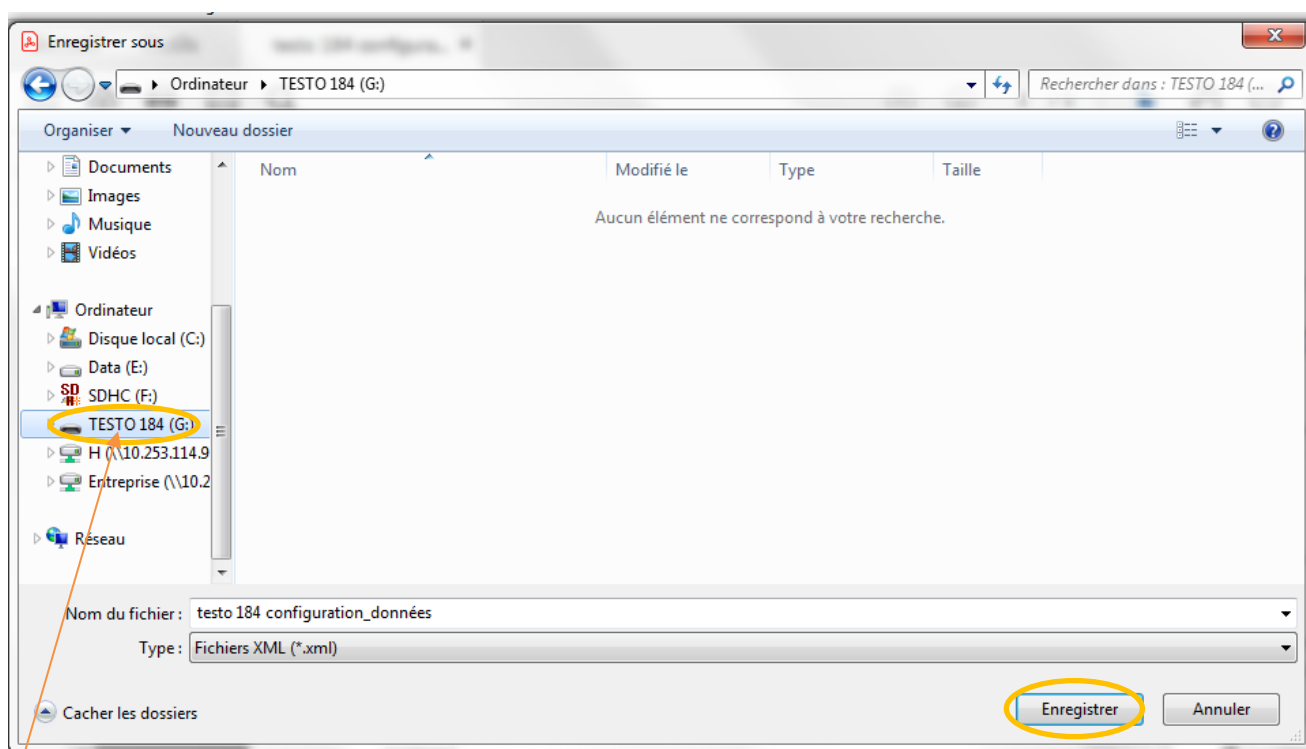 Enregistrer sous
Ordinateur TESTO 184 (G:)
Rechercher dans : TESTO 184 (...
Organiser Nouveau dossier
Documents
Images
Musique
Vidéos
Ordinateur
Disque local (C:)
Data (E:)
SDHC (F:)
TESTO 184 (G:)
H (\\10.253.114.9
Entreprise (\\10.2
Réseau
Nom Modifié le Type Taille
Aucun élément ne correspond à votre recherche.
Nom du fichier : testo 184 configuration_données
Type : Fichiers XML (*.xml)
Cacher les dossiers
Enregistrer Annuler